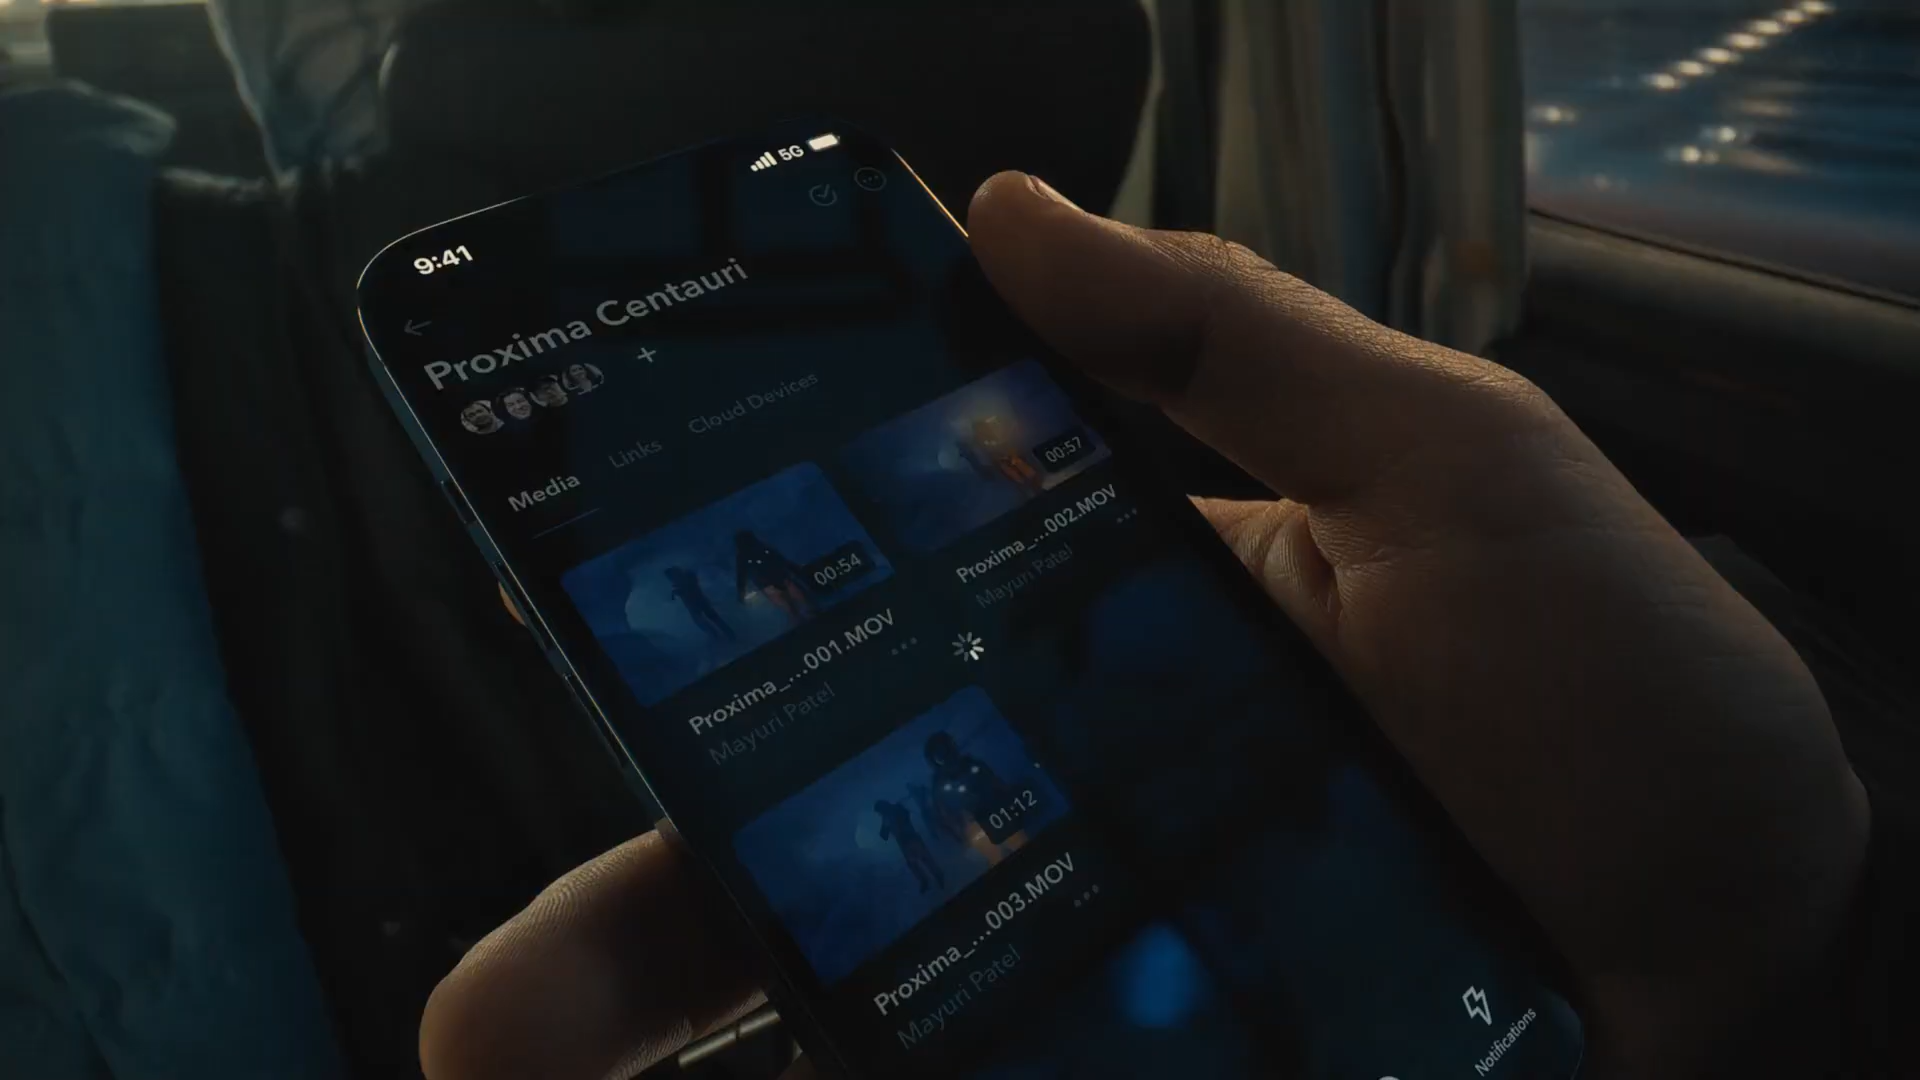 9:41
5G
Proxima Centauri
+
Media
Links
Cloud Devices
00:54
Proxima_...001.MOV
Mayuri Patel
00:57
Proxima_...002.MOV
Mayuri Patel
01:12
Proxima_...003.MOV
Mayuri Patel
Notifications